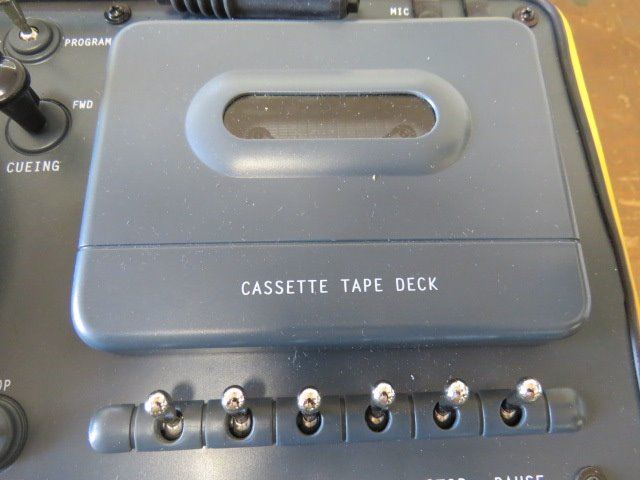 MIC
PROGRAM
FWD
CUEING
CASSETTE TAPE DECK
PAUSE